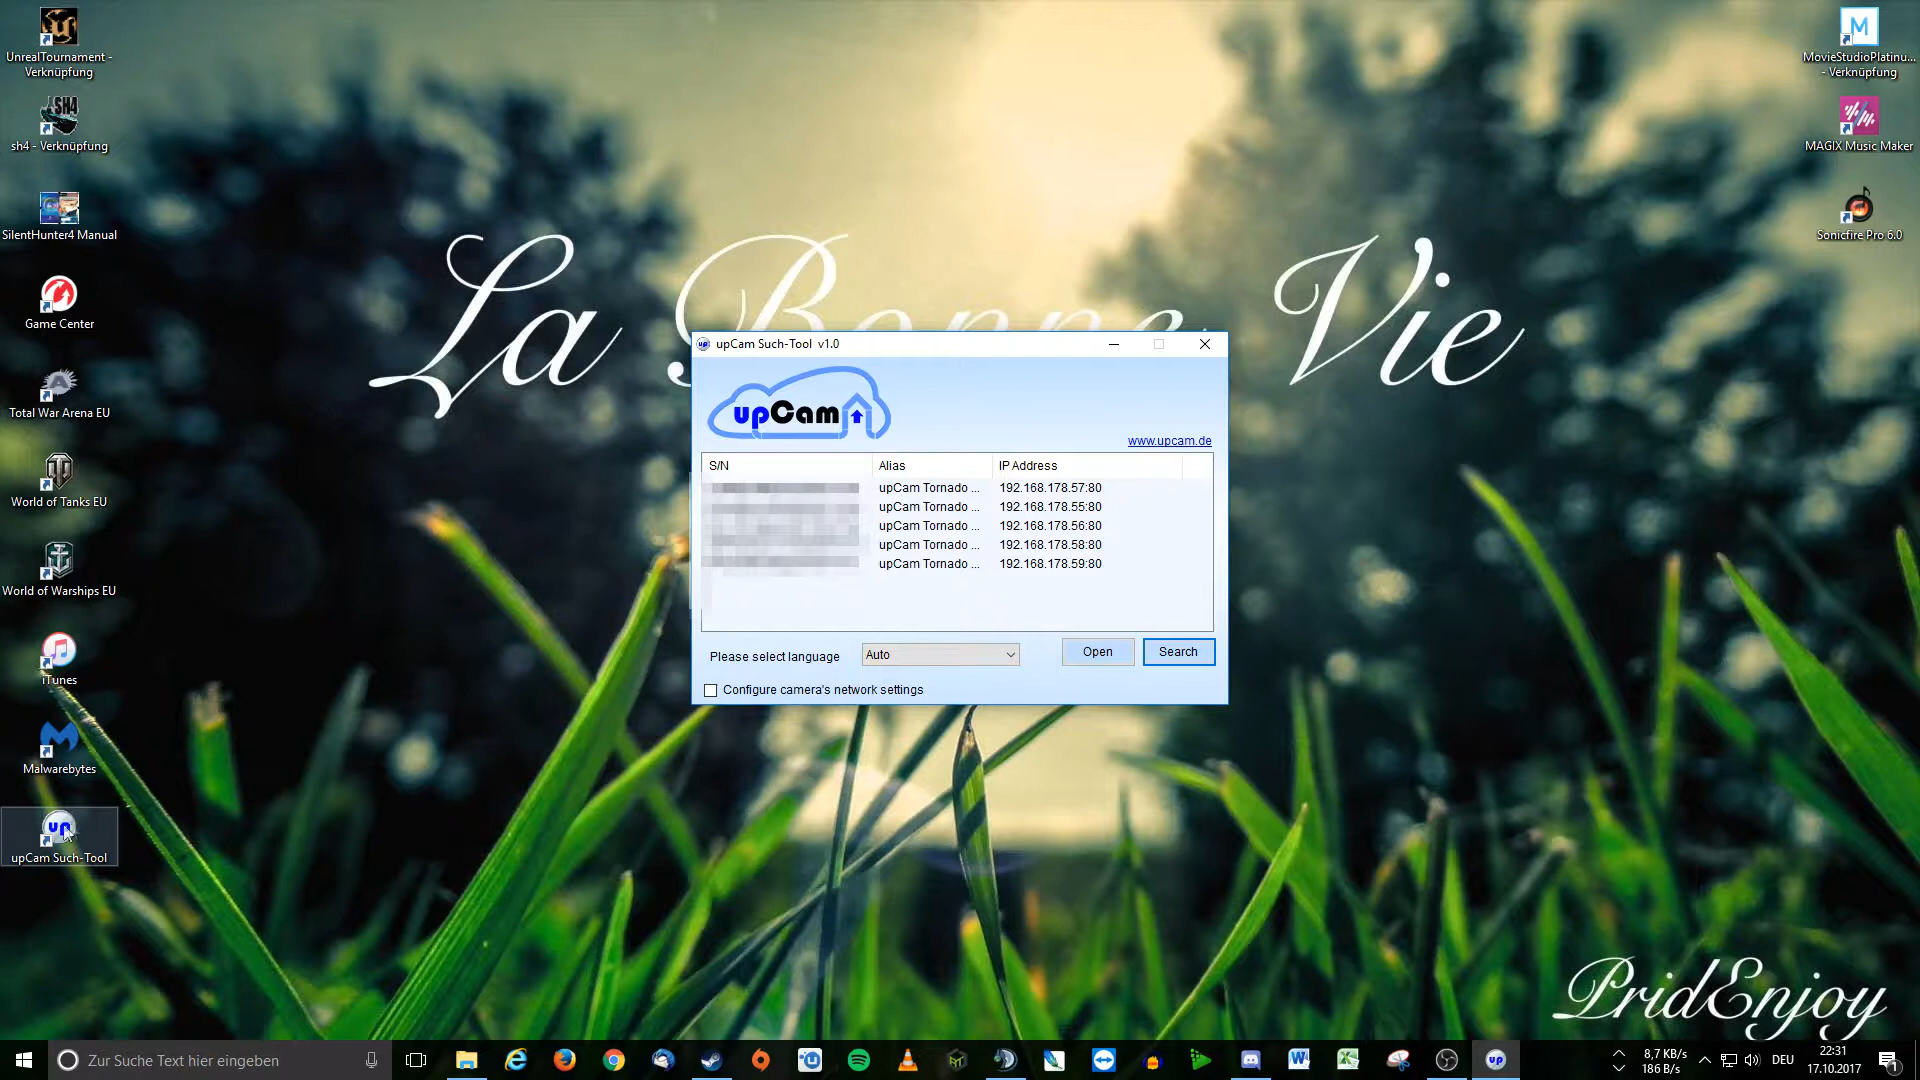 UnrealTournament -
Verknüpfung
sh4 - Verknüpfung
SilentHunter4 Manual
Game Center
Total War Arena EU
World of Tanks EU
World of Warships EU
iTunes
Malwarebytes
up
upCam Such-Tool
MovieStudioPlatinu...
- Verknüpfung
MAGIX Music Maker
Sonicfire Pro 6.0
La Bonne Vie
upCam Such-Tool v1.0
upCam
www.upcam.de
S/N Alias IP Address
upCam Tornado ... 192.168.178.57:80
upCam Tornado ... 192.168.178.55:80
upCam Tornado ... 192.168.178.56:80
upCam Tornado ... 192.168.178.58:80
upCam Tornado ... 192.168.178.59:80
Please select language Auto Open Search
Configure camera's network settings
PridEnjoy
Zur Suche Text hier eingeben
8,7 KB/s
186 B/s
DEU
22:31
17.10.2017
1